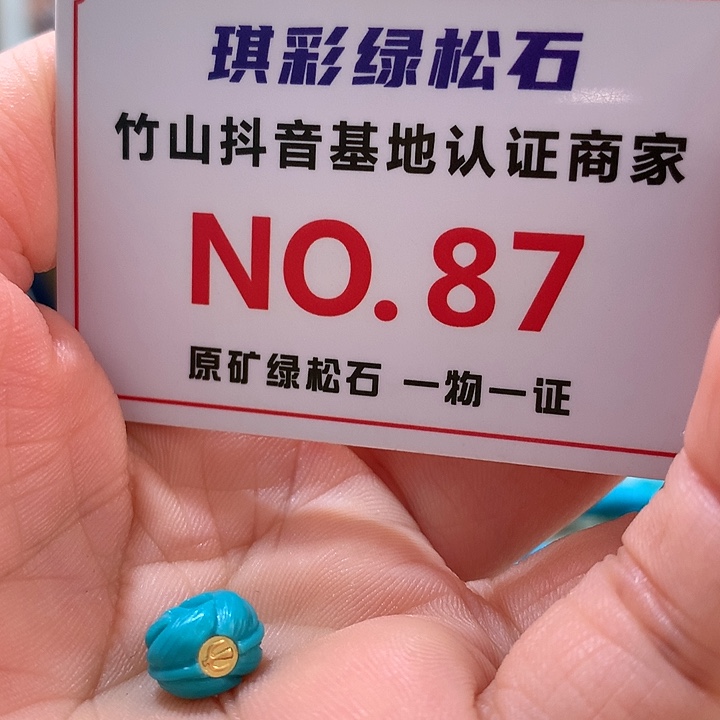 琪彩绿松石
竹山抖音基地认证商家
NO.87
原矿绿松石 一物一证